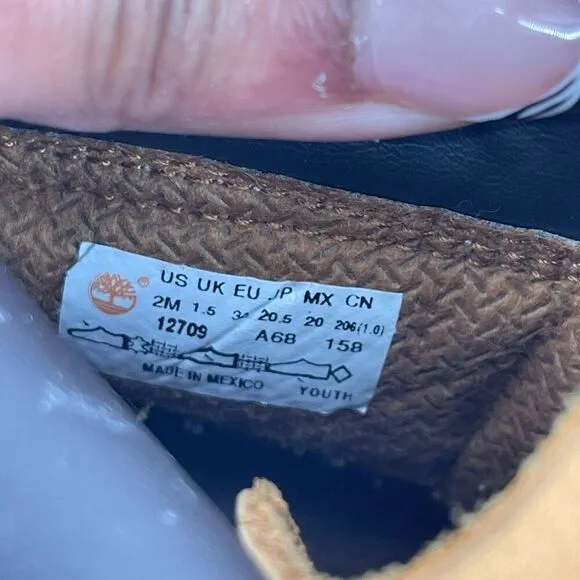 ® US UK EU JP MX CN
2M 1.5 34 20.5 20 206(1.0)
12709 A68 158
MADE IN MEXICO YOUTH